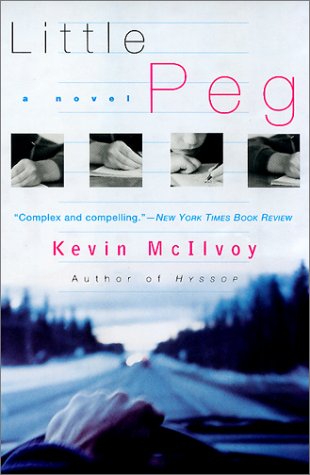 Little
a novel
Peg
"Complex and compelling."—NEW YORK TIMES BOOK REVIEW
Kevin McIlvoy
Author of HYSSOP